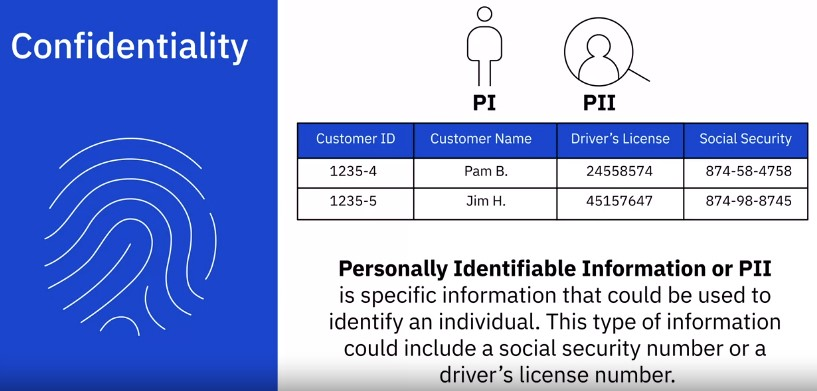 Confidentiality
PI
PII
Customer ID Customer Name Driver's License Social Security
1235-4 Pam B. 24558574 874-58-4758
1235-5 Jim H. 45157647 874-98-8745
Personally Identifiable Information or PII
is specific information that could be used to
identify an individual. This type of information
could include a social security number or a
driver's license number.